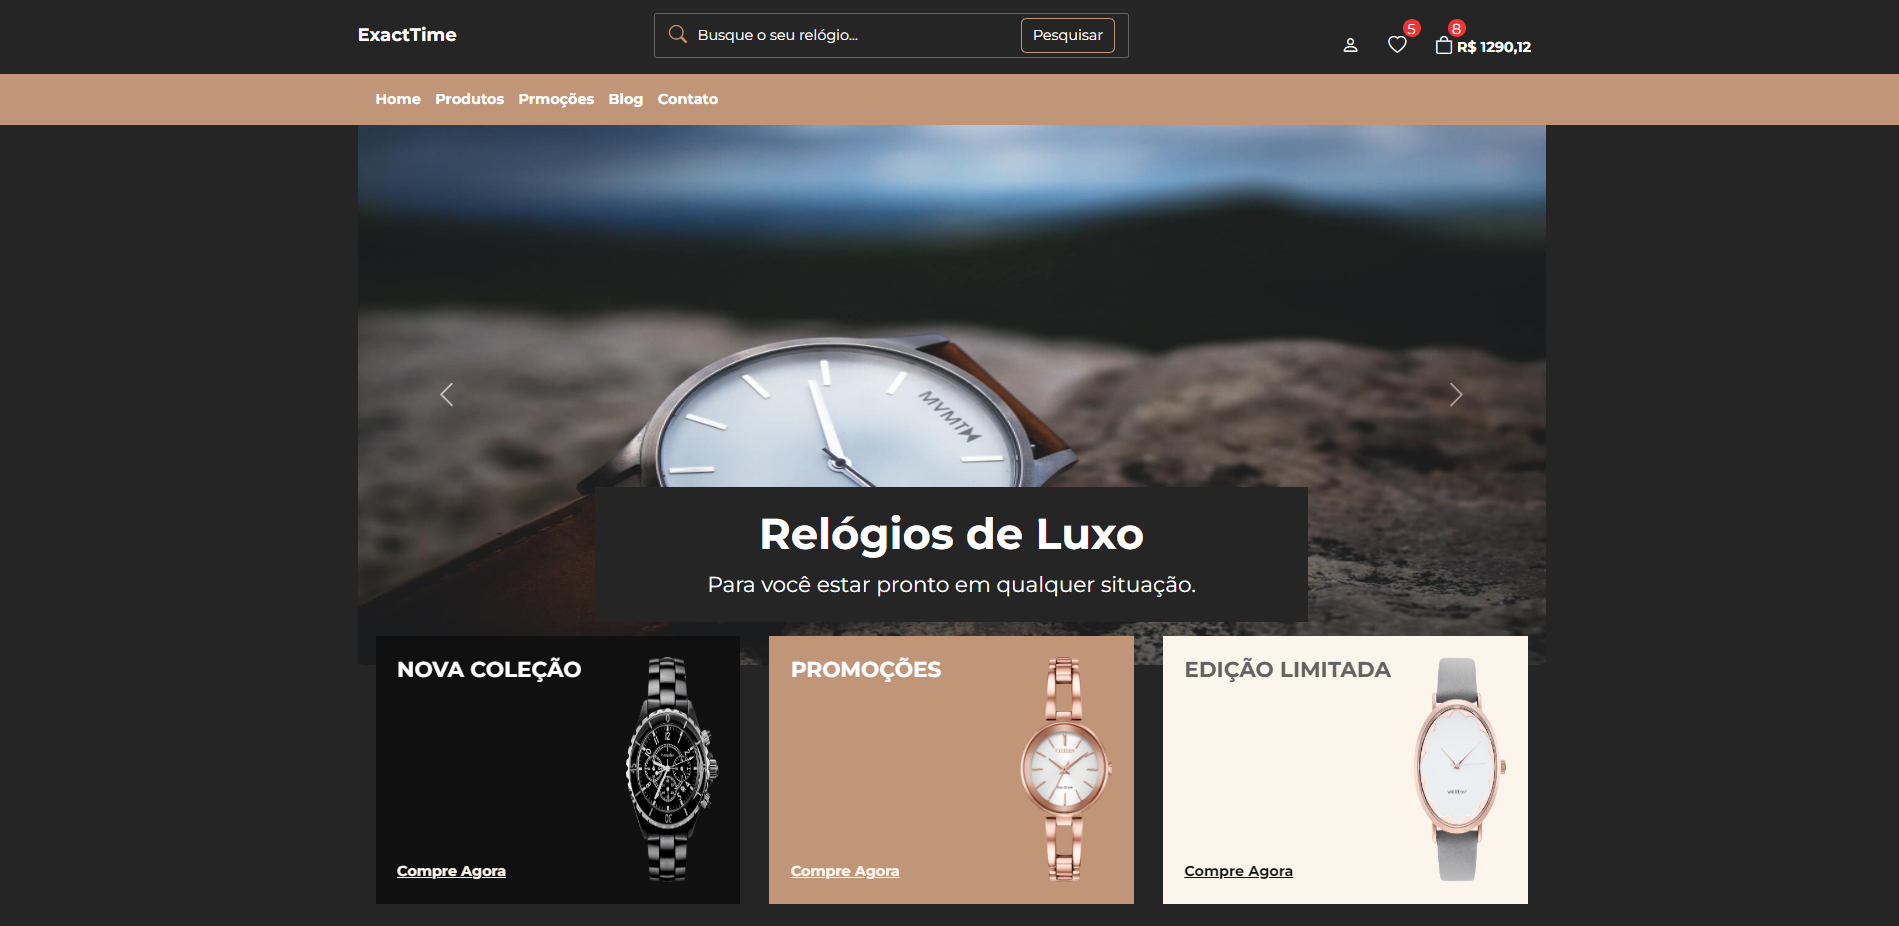 ExactTime
Busque o seu relógio...
Pesquisar
5
8
R$ 1290,12
Home Produtos Prmoções Blog Contato
MVMT
Relógios de Luxo
Para você estar pronto em qualquer situação.
NOVA COLEÇÃO
Compre Agora
PROMOÇÕES
CITIZEN
Compre Agora
EDIÇÃO LIMITADA
Compre Agora